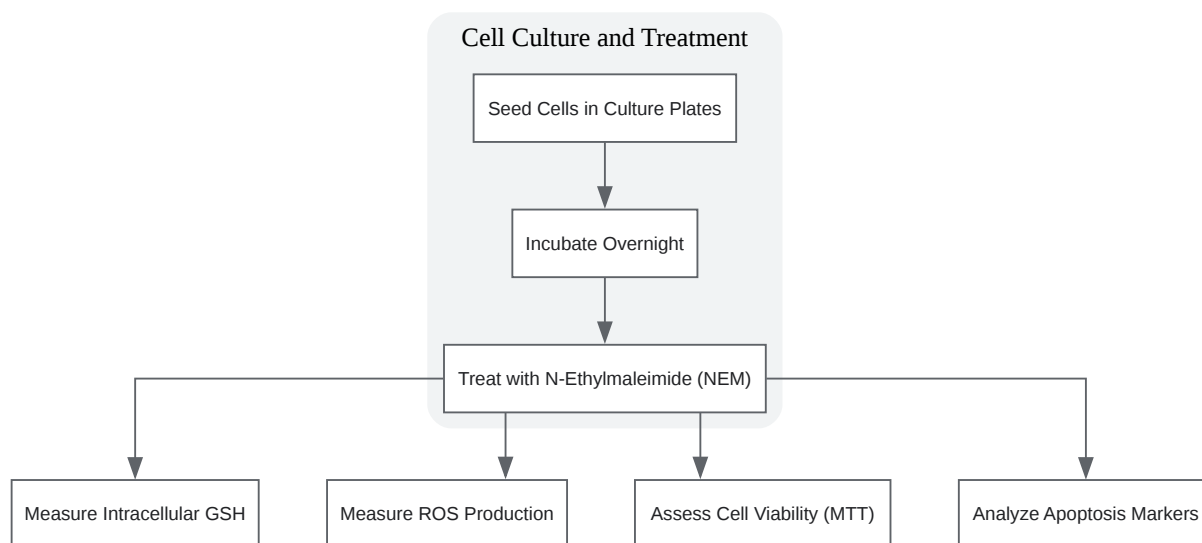 Cell Culture and Treatment
Seed Cells in Culture Plates
Incubate Overnight
Treat with N-Ethylmaleimide (NEM)
Measure Intracellular GSH
Measure ROS Production
Assess Cell Viability (MTT)
Analyze Apoptosis Markers